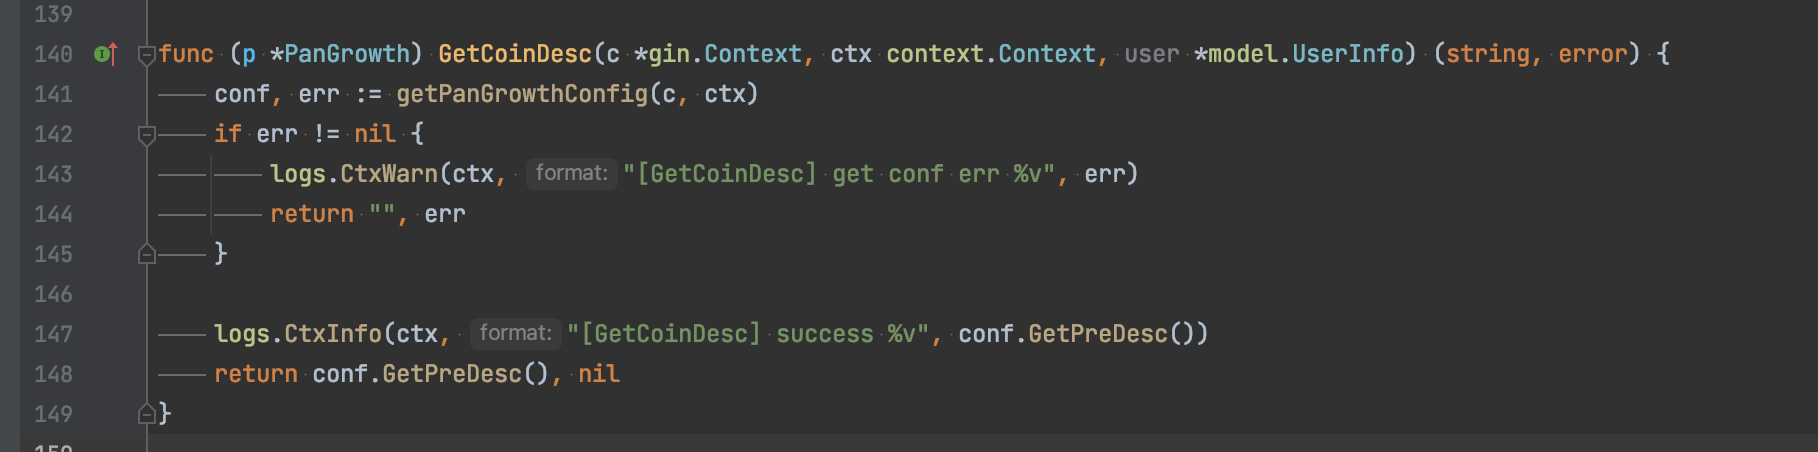 139
140 func (p *PanGrowth) GetCoinDesc(c *gin.Context, ctx context.Context, user *model.UserInfo) (string, error) {
141 conf, err := getPanGrowthConfig(c, ctx)
142 if err != nil {
143 logs.CtxWarn(ctx, format: "[GetCoinDesc] get conf err %v", err)
144 return "", err
145 }
146
147 logs.CtxInfo(ctx, format: "[GetCoinDesc] success %v", conf.GetPreDesc())
148 return conf.GetPreDesc(), nil
149 }